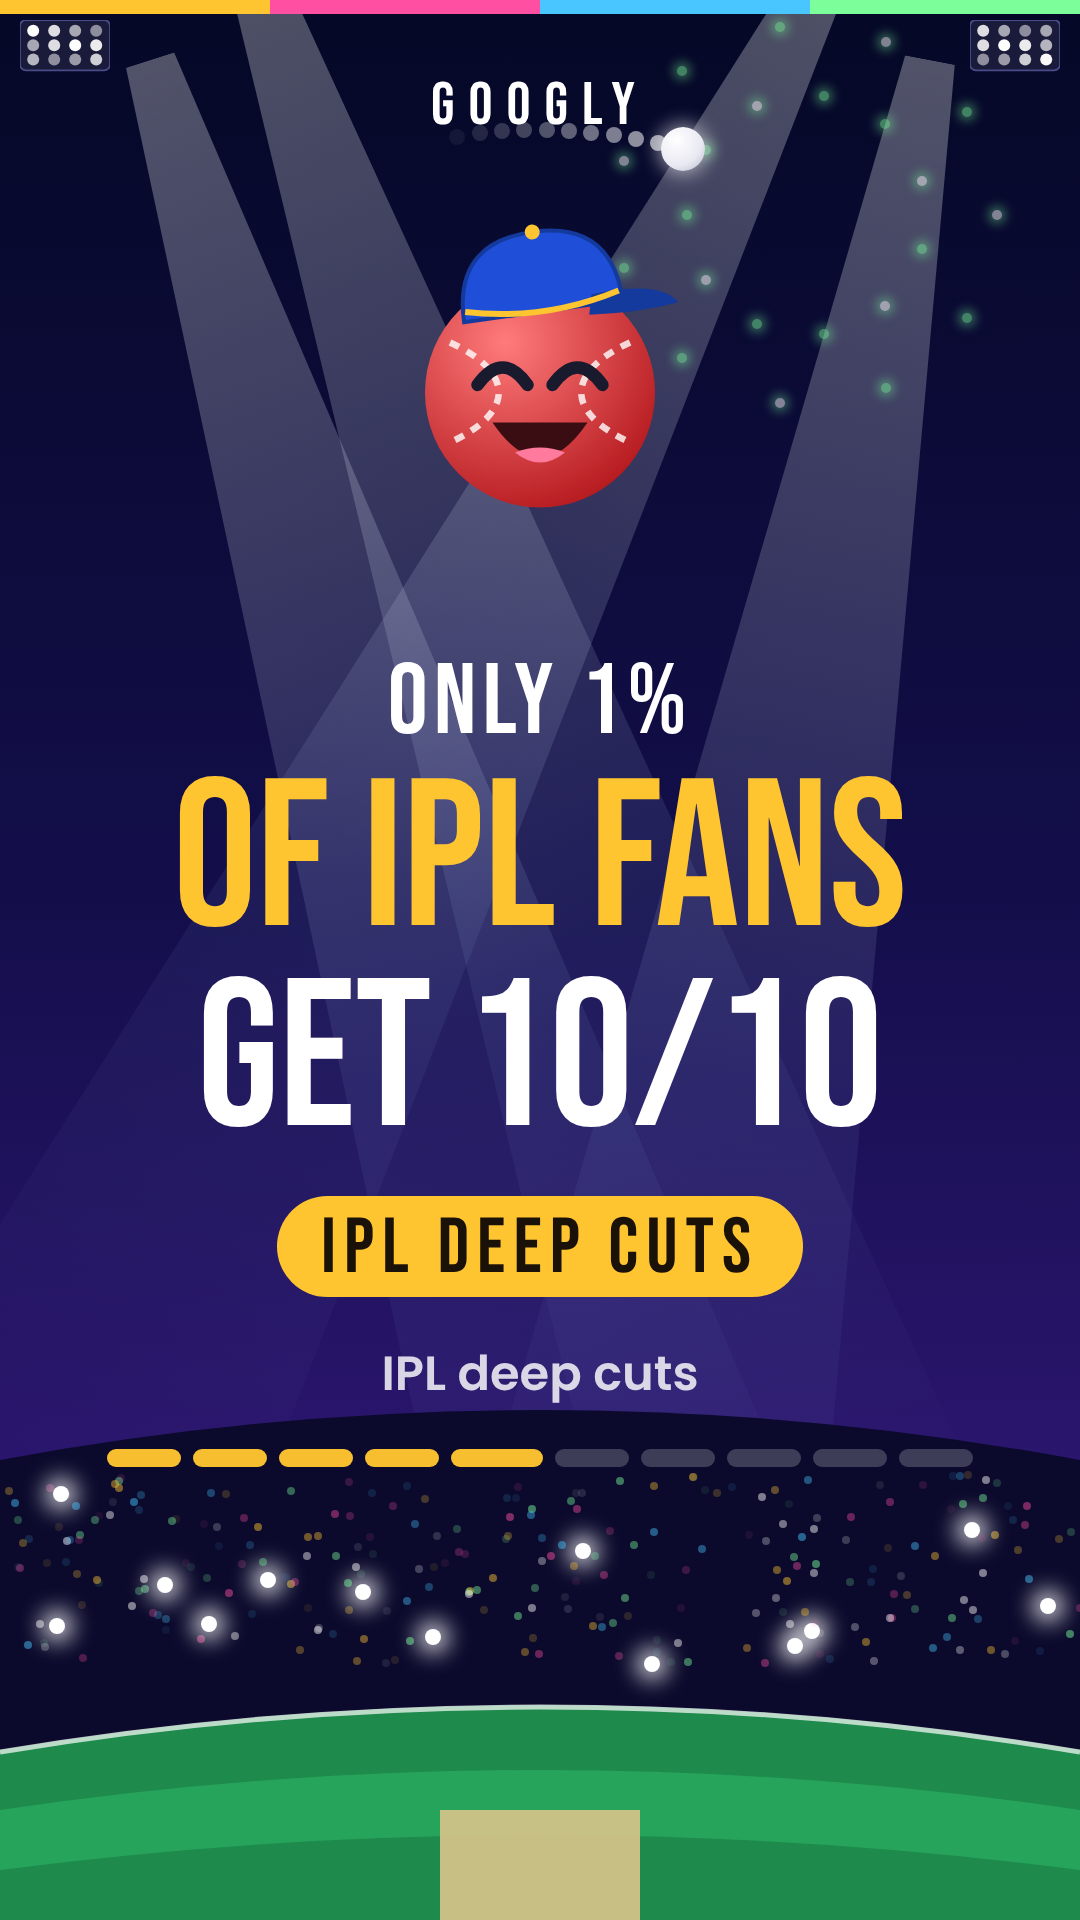 GOOGLY
ONLY 1%
OF IPL FANS
GET 10/10
IPL DEEP CUTS
IPL deep cuts